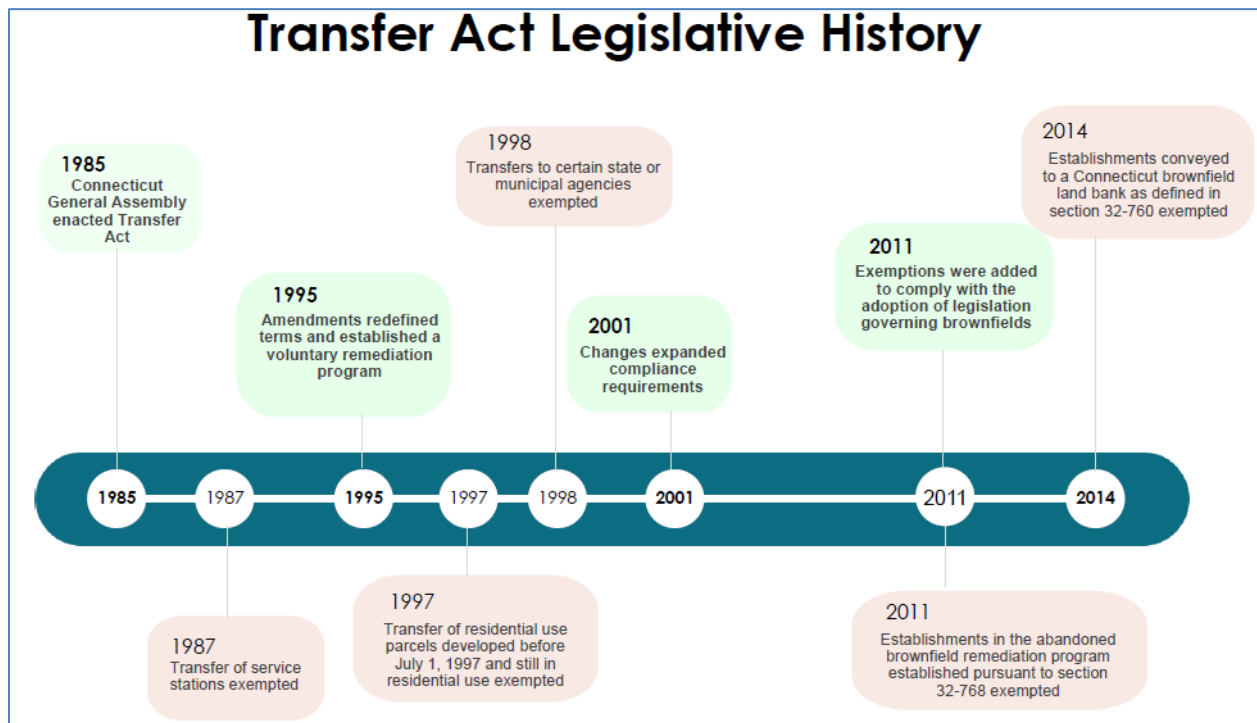 Transfer Act Legislative History
1985
Connecticut
General Assembly
enacted Transfer
Act
1995
Amendments redefined
terms and established a
voluntary remediation
program
1998
Transfers to certain state or
municipal agencies
exempted
2001
Changes expanded
compliance
requirements
2011
Exemptions were added
to comply with the
adoption of legislation
governing brownfields
2014
Establishments conveyed
to a Connecticut brownfield
land bank as defined in
section 32-760 exempted
1985
1987
1995
1997
1998
2001
2011
2014
1987
Transfer of service
stations exempted
1997
Transfer of residential use
parcels developed before
July 1, 1997 and still in
residential use exempted
2011
Establishments in the abandoned
brownfield remediation program
established pursuant to section
32-768 exempted